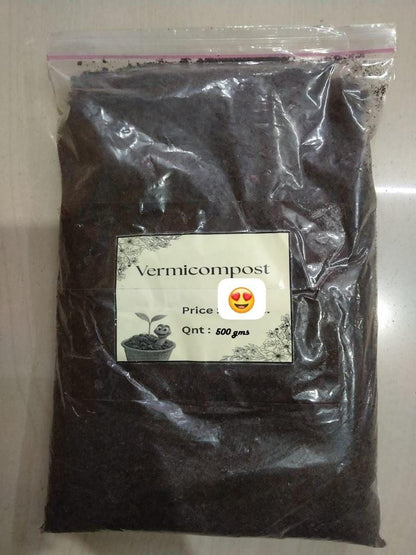 Vermicompost
Price :
Qnt : 500 gms